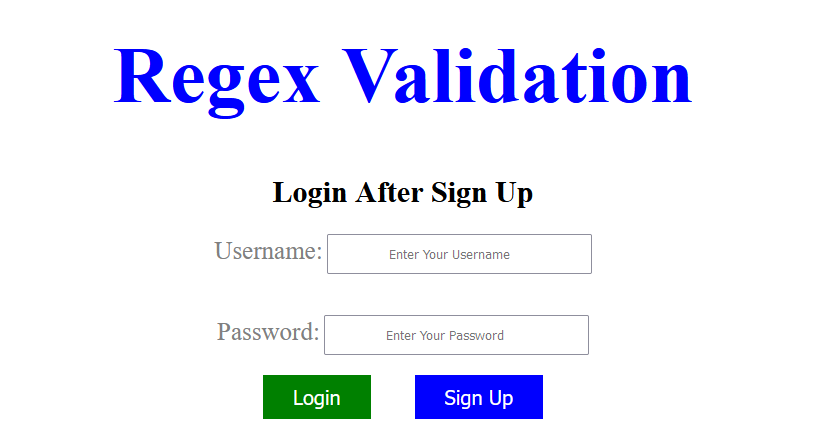 Regex Validation
Login After Sign Up
Username: Enter Your Username
Password: Enter Your Password
Login Sign Up